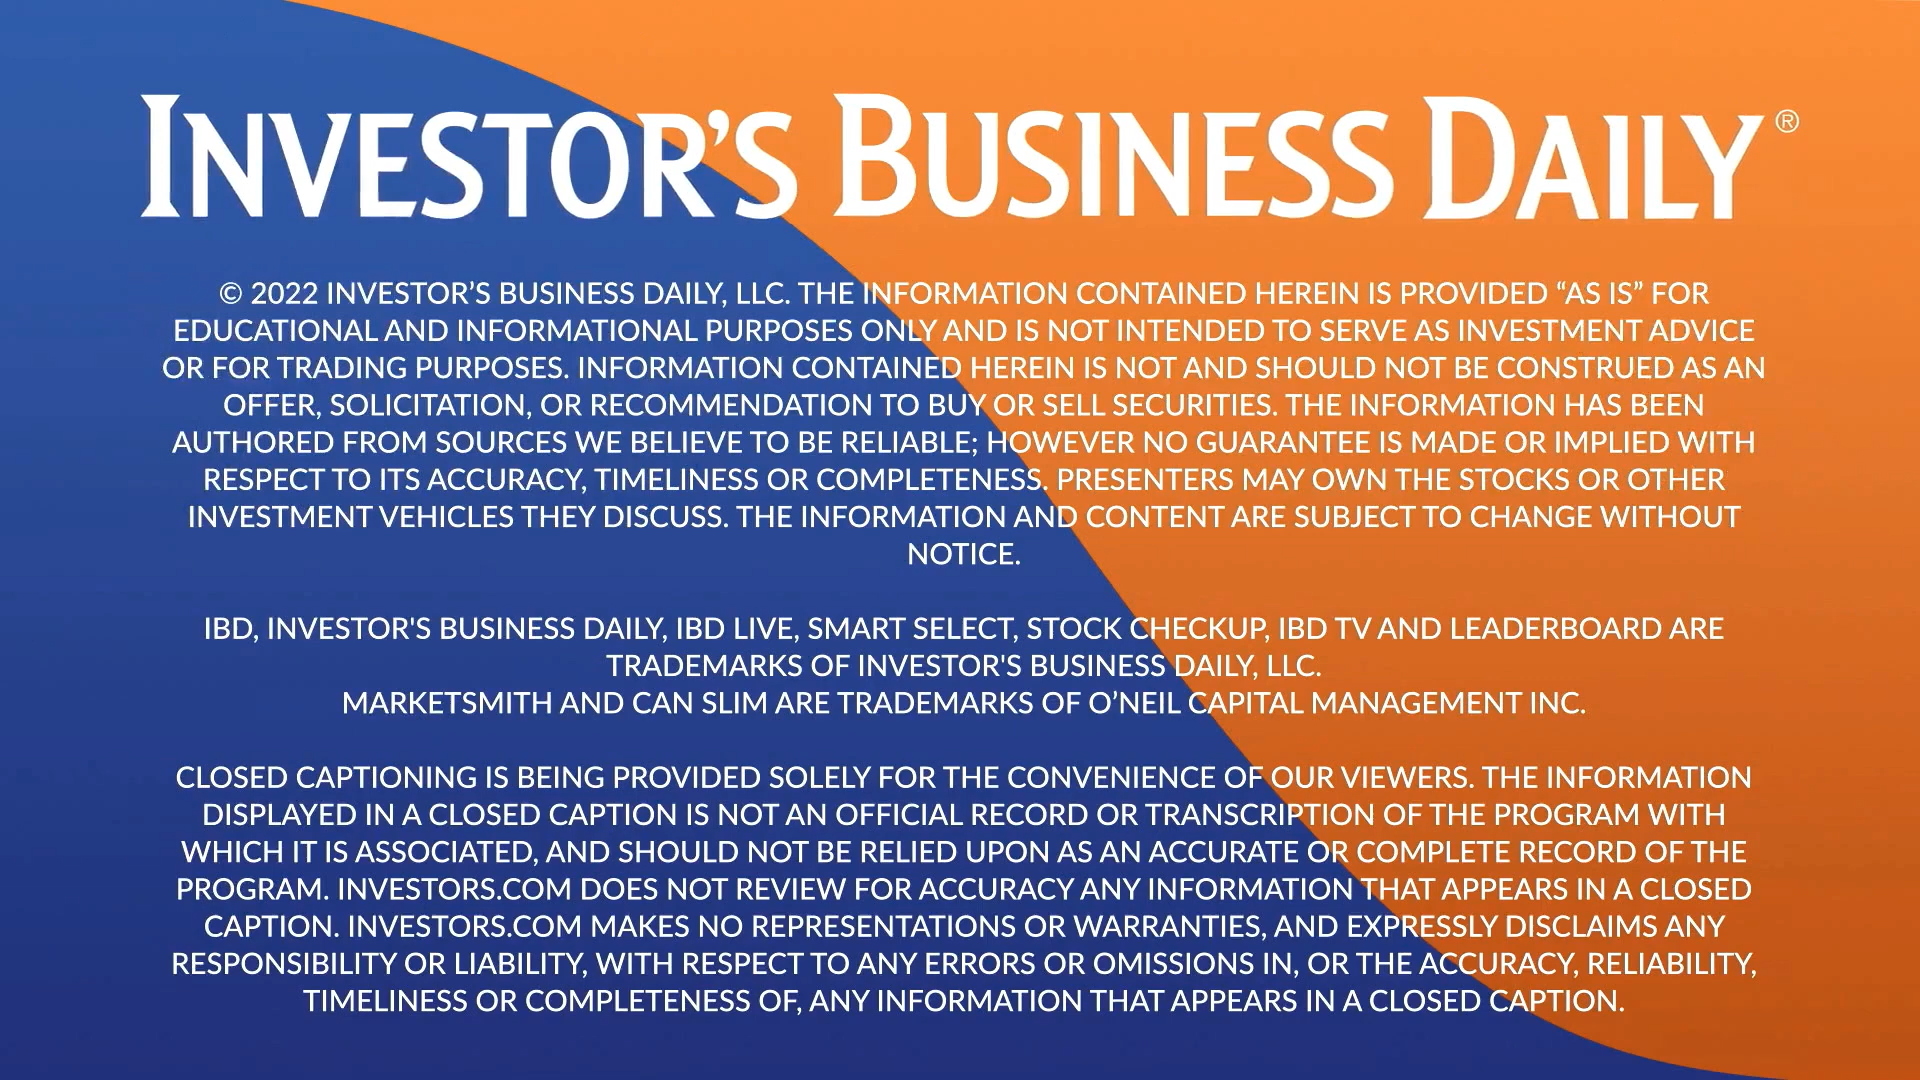 INVESTOR’S BUSINESS DAILY®
© 2022 INVESTOR’S BUSINESS DAILY, LLC. THE INFORMATION CONTAINED HEREIN IS PROVIDED “AS IS” FOR
EDUCATIONAL AND INFORMATIONAL PURPOSES ONLY AND IS NOT INTENDED TO SERVE AS INVESTMENT ADVICE
OR FOR TRADING PURPOSES. INFORMATION CONTAINED HEREIN IS NOT AND SHOULD NOT BE CONSTRUED AS AN
OFFER, SOLICITATION, OR RECOMMENDATION TO BUY OR SELL SECURITIES. THE INFORMATION HAS BEEN
AUTHORED FROM SOURCES WE BELIEVE TO BE RELIABLE; HOWEVER NO GUARANTEE IS MADE OR IMPLIED WITH
RESPECT TO ITS ACCURACY, TIMELINESS OR COMPLETENESS. PRESENTERS MAY OWN THE STOCKS OR OTHER
INVESTMENT VEHICLES THEY DISCUSS. THE INFORMATION AND CONTENT ARE SUBJECT TO CHANGE WITHOUT
NOTICE.
IBD, INVESTOR'S BUSINESS DAILY, IBD LIVE, SMART SELECT, STOCK CHECKUP, IBD TV AND LEADERBOARD ARE
TRADEMARKS OF INVESTOR'S BUSINESS DAILY, LLC.
MARKETSMITH AND CAN SLIM ARE TRADEMARKS OF O’NEIL CAPITAL MANAGEMENT INC.
CLOSED CAPTIONING IS BEING PROVIDED SOLELY FOR THE CONVENIENCE OF OUR VIEWERS. THE INFORMATION
DISPLAYED IN A CLOSED CAPTION IS NOT AN OFFICIAL RECORD OR TRANSCRIPTION OF THE PROGRAM WITH
WHICH IT IS ASSOCIATED, AND SHOULD NOT BE RELIED UPON AS AN ACCURATE OR COMPLETE RECORD OF THE
PROGRAM. INVESTORS.COM DOES NOT REVIEW FOR ACCURACY ANY INFORMATION THAT APPEARS IN A CLOSED
CAPTION. INVESTORS.COM MAKES NO REPRESENTATIONS OR WARRANTIES, AND EXPRESSLY DISCLAIMS ANY
RESPONSIBILITY OR LIABILITY, WITH RESPECT TO ANY ERRORS OR OMISSIONS IN, OR THE ACCURACY, RELIABILITY,
TIMELINESS OR COMPLETENESS OF, ANY INFORMATION THAT APPEARS IN A CLOSED CAPTION.